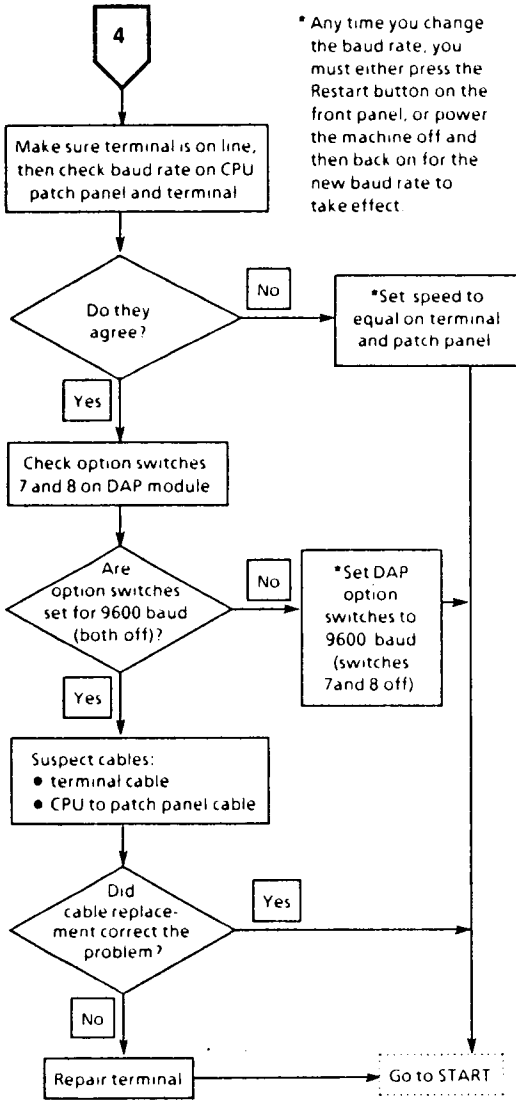 4
* Any time you change
the baud rate, you
must either press the
Restart button on the
front panel, or power
the machine off and
then back on for the
new baud rate to
take effect.
Make sure terminal is on line,
then check baud rate on CPU
patch panel and terminal
Do they
agree?
No
*Set speed to
equal on terminal
and patch panel
Yes
Check option switches
7 and 8 on DAP module
Are
option switches
set for 9600 baud
(both off)?
No
*Set DAP
option
switches to
9600 baud
(switches
7and 8 off)
Yes
Suspect cables:
● terminal cable
● CPU to patch panel cable
Did
cable replace-
ment correct the
problem?
Yes
No
Repair terminal
Go to START